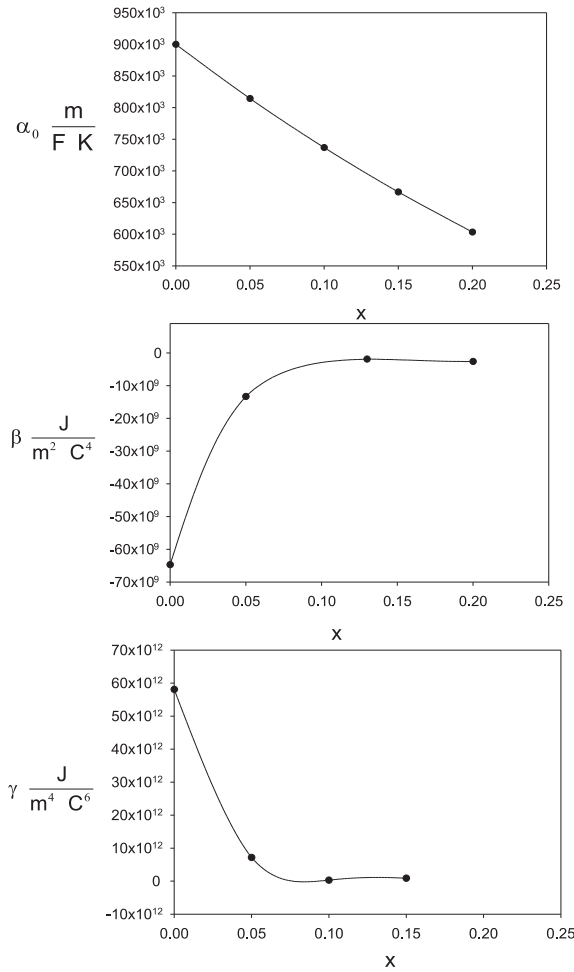 950x10³
900x10³
850x10³
800x10³
750x10³
700x10³
650x10³
600x10³
550x10³
α₀ m
F K
0.00 0.05 0.10 0.15 0.20 0.25
x
0
-10x10⁹
-20x10⁹
-30x10⁹
-40x10⁹
-50x10⁹
-60x10⁹
-70x10⁹
β J
m² C⁴
0.00 0.05 0.10 0.15 0.20 0.25
x
70x10¹²
60x10¹²
50x10¹²
40x10¹²
30x10¹²
20x10¹²
10x10¹²
0
-10x10¹²
γ J
m⁴ C⁶
0.00 0.05 0.10 0.15 0.20 0.25
x